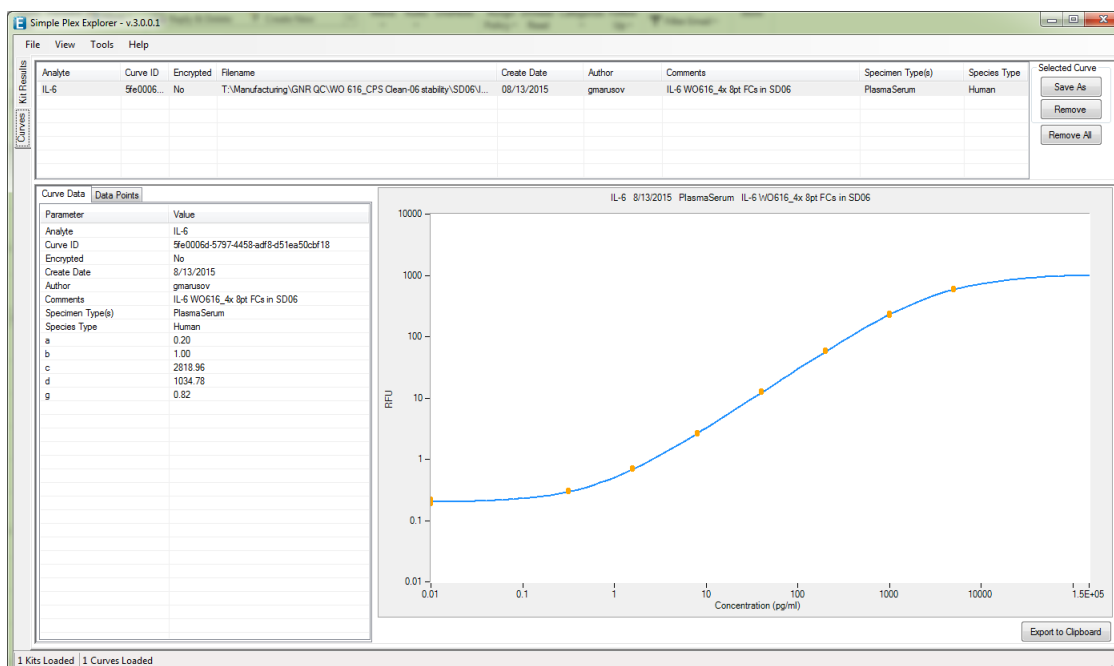 Simple Plex Explorer - v.3.0.0.1
File View Tools Help
Kit Results
Curves
Analyte Curve ID Encrypted Filename Create Date Author Comments Specimen Type(s) Species Type
IL-6 5fe0006... No T:\Manufacturing\GNR QC\WO 616_CPS Clean-06 stability\SD06\I... 08/13/2015 gmarusov IL-6 WO616_4x 8pt FCs in SD06 PlasmaSerum Human
Selected Curve
Save As
Remove
Remove All
Curve Data Data Points
Parameter Value
Analyte IL-6
Curve ID 5fe0006d-5797-4458-adf8-d51ea50cbf18
Encrypted No
Create Date 8/13/2015
Author gmarusov
Comments IL-6 WO616_4x 8pt FCs in SD06
Specimen Type(s) PlasmaSerum
Species Type Human
a 0.20
b 1.00
c 2818.96
d 1034.78
g 0.82
IL-6 8/13/2015 PlasmaSerum IL-6 WO616_4x 8pt FCs in SD06
10000
1000
100
10
1
0.1
0.01
RFU
0.01 0.1 1 10 100 1000 10000 1.5E+05
Concentration (pg/ml)
Export to Clipboard
1 Kits Loaded 1 Curves Loaded